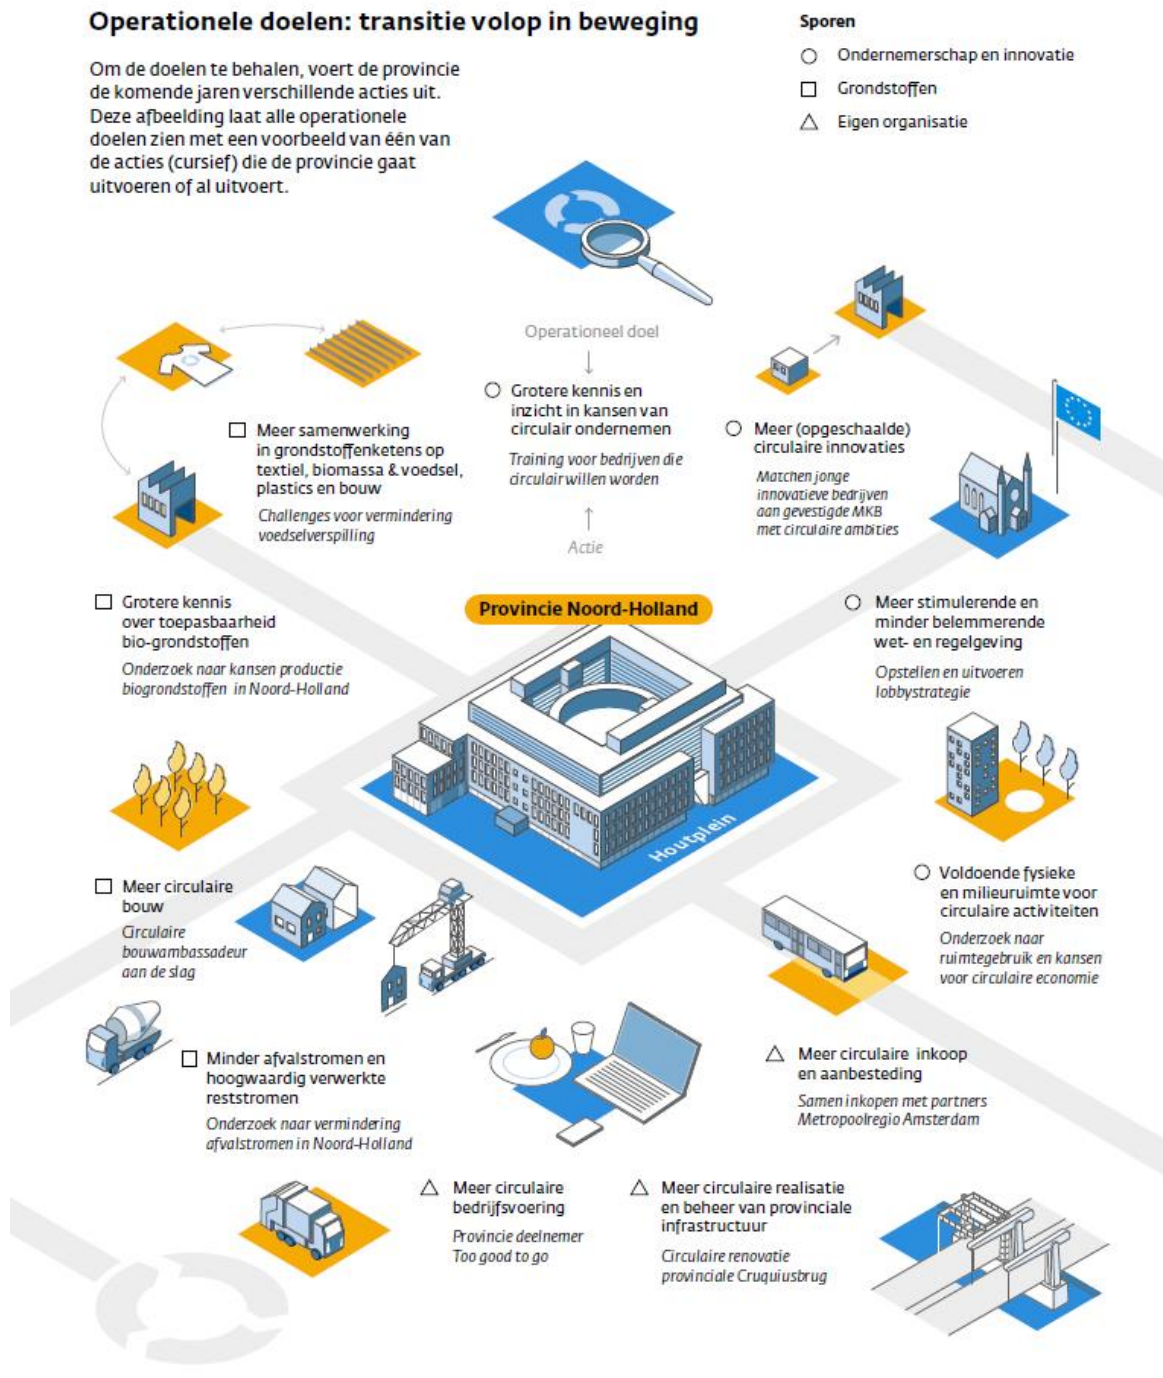 Operationele doelen: transitie volop in beweging
Om de doelen te behalen, voert de provincie
de komende jaren verschillende acties uit.
Deze afbeelding laat alle operationele
doelen zien met een voorbeeld van één van
de acties (cursief) die de provincie gaat
uitvoeren of al uitvoert.
Sporen
Ondernemerschap en innovatie
Grondstoffen
Eigen organisatie
Operationeel doel
Grotere kennis en
inzicht in kansen van
circulair ondernemen
Training voor bedrijven die
circulair willen worden
Actie
Meer samenwerking
in grondstoffenketens op
textiel, biomassa & voedsel,
plastics en bouw
Challenges voor vermindering
voedselverspilling
Meer (opgeschaalde)
circulaire innovaties
Matchen jonge
innovatieve bedrijven
aan gevestigde MKB
met circulaire ambities
Grotere kennis
over toepasbaarheid
bio-grondstoffen
Onderzoek naar kansen productie
biogrondstoffen in Noord-Holland
Provincie Noord-Holland
Houtplein
Meer stimulerende en
minder belemmerende
wet- en regelgeving
Opstellen en uitvoeren
lobbystrategie
Meer circulaire
bouw
Circulaire
bouwambassadeur
aan de slag
Voldoende fysieke
en milieuruimte voor
circulaire activiteiten
Onderzoek naar
ruimtegebruik en kansen
voor circulaire economie
Minder afvalstromen en
hoogwaardig verwerkte
reststromen
Onderzoek naar vermindering
afvalstromen in Noord-Holland
Meer circulaire inkoop
en aanbesteding
Samen inkopen met partners
Metropoolregio Amsterdam
Meer circulaire
bedrijfsvoering
Provincie deelnemer
Too good to go
Meer circulaire realisatie
en beheer van provinciale
infrastructuur
Circulaire renovatie
provinciale Cruquiusbrug